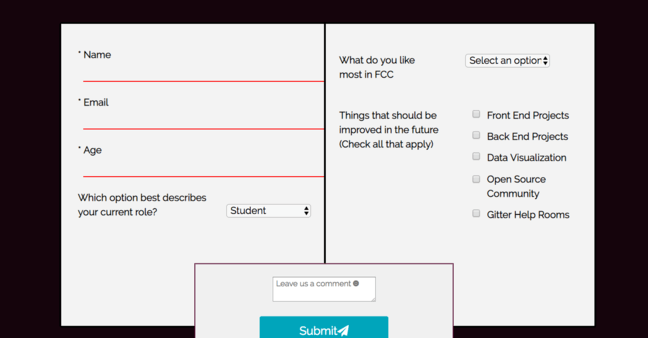 * Name
* Email
* Age
Which option best describes
your current role?
Student
What do you like
most in FCC
Select an option
Things that should be
improved in the future
(Check all that apply)
Front End Projects
Back End Projects
Data Visualization
Open Source
Community
Gitter Help Rooms
Leave us a comment
Submit